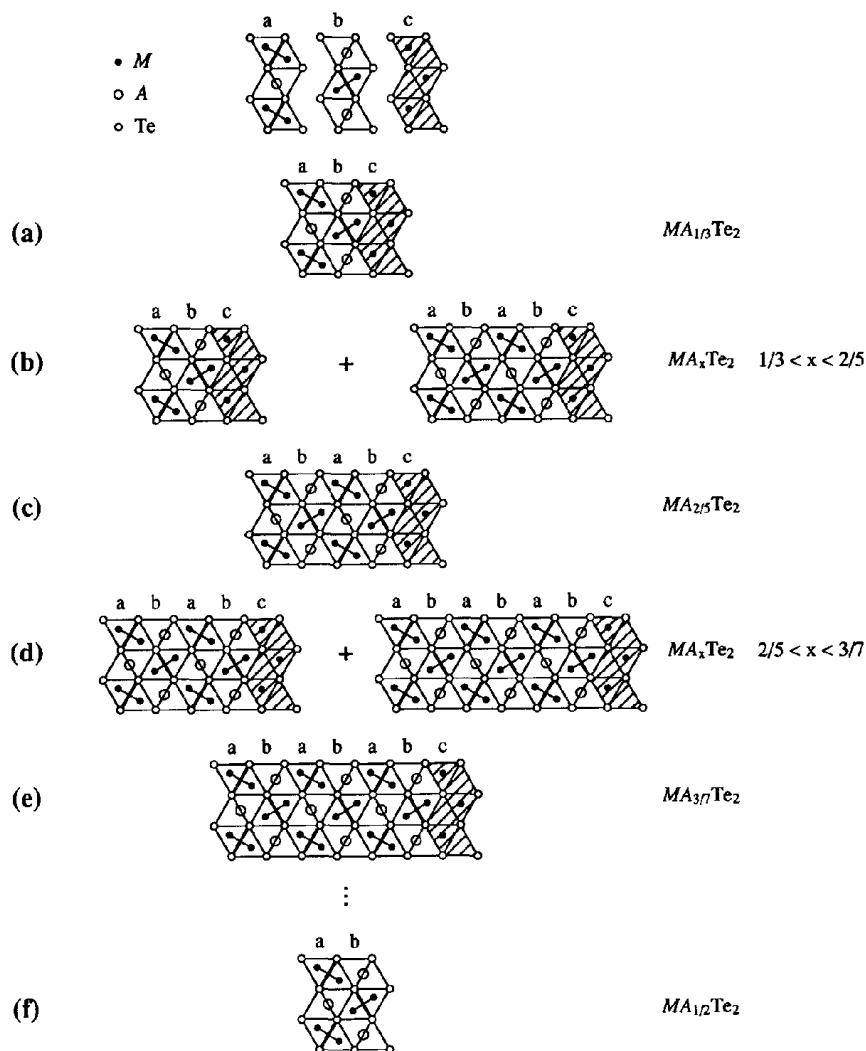 a b c
M
A
Te
a b c
(a) MA1/3Te2
a b c a b a b c
(b) + MAxTe2 1/3 < x < 2/5
a b a b c
(c) MA2/5Te2
a b a b c a b a b a b c
(d) + MAxTe2 2/5 < x < 3/7
a b a b a b c
(e) MA3/7Te2
⋮
a b
(f) MA1/2Te2